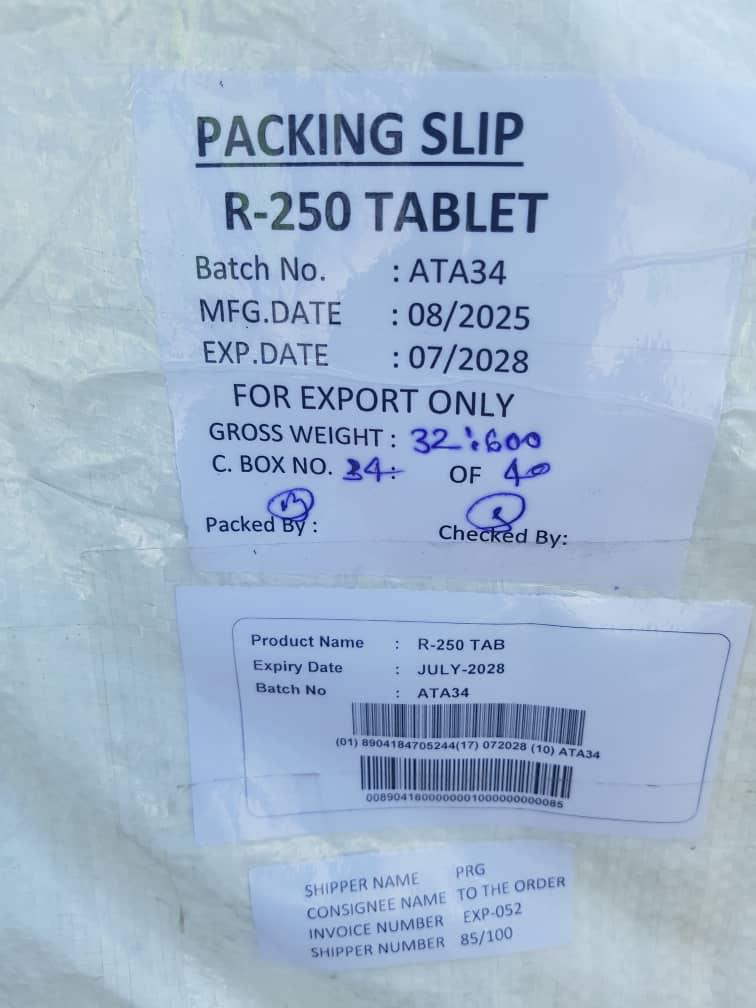 PACKING SLIP
R-250 TABLET
Batch No. : ATA34
MFG.DATE : 08/2025
EXP.DATE : 07/2028
FOR EXPORT ONLY
GROSS WEIGHT : 32:600
C. BOX NO. 34: OF 40
Packed By :
Checked By:
Product Name : R-250 TAB
Expiry Date : JULY-2028
Batch No : ATA34
(01) 8904184705244(17) 072028 (10) ATA34
SHIPPER NAME PRG
CONSIGNEE NAME TO THE ORDER
INVOICE NUMBER EXP-052
SHIPPER NUMBER 85/100